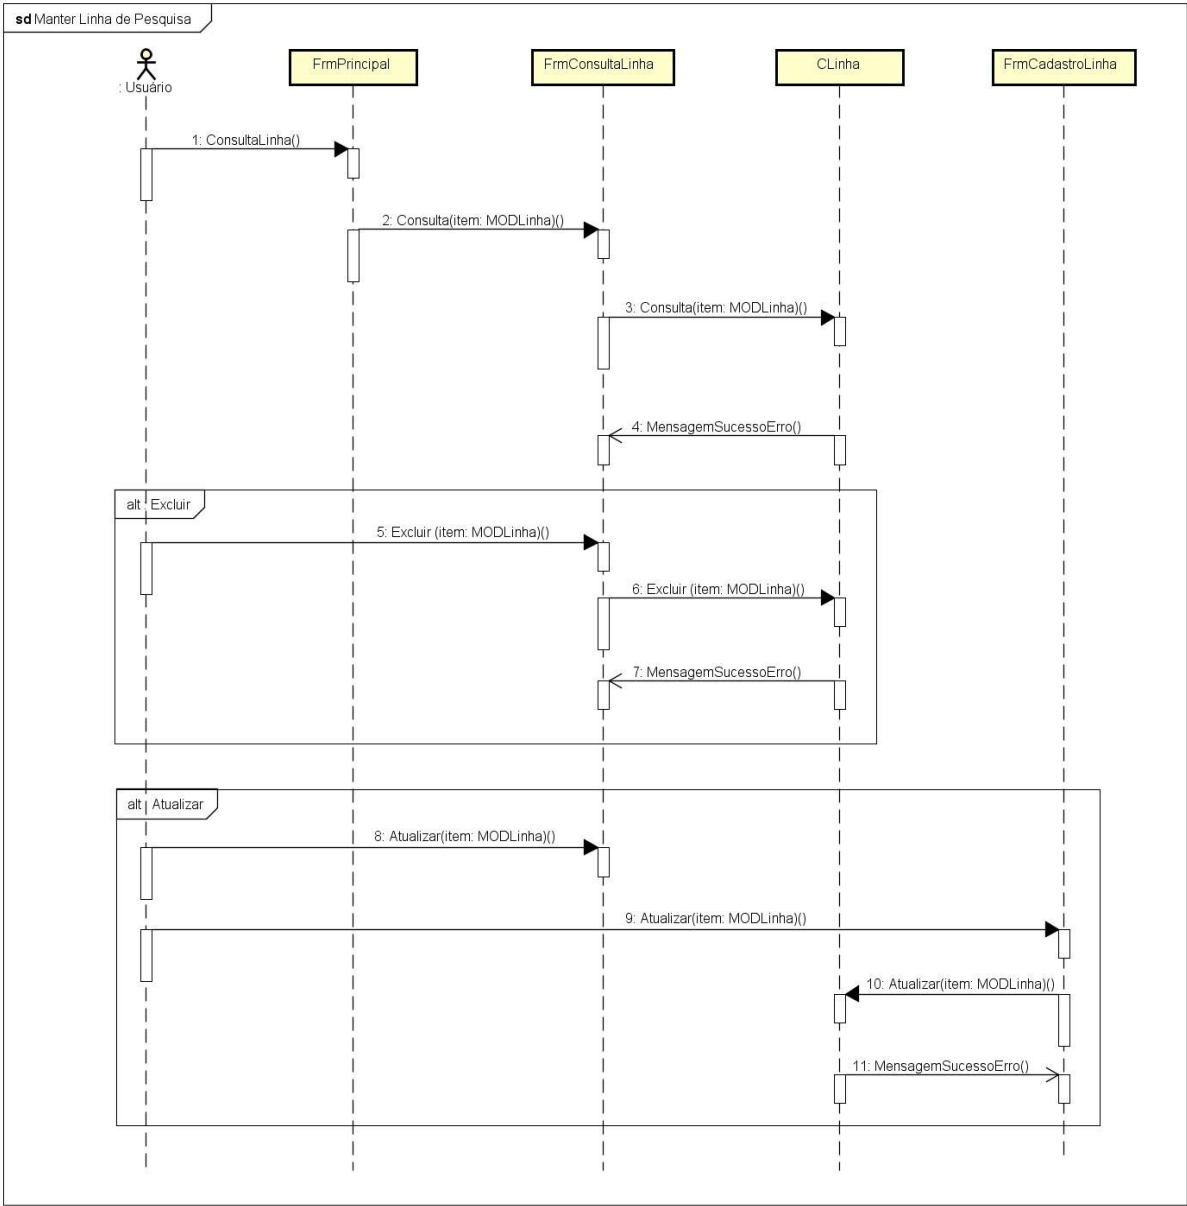 sd Manter Linha de Pesquisa
: Usuário
FrmPrincipal
FrmConsultaLinha
CLinha
FrmCadastroLinha
1: ConsultaLinha()
2: Consulta(item: MODLinha)()
3: Consulta(item: MODLinha)()
4: MensagemSucessoErro()
alt Excluir
5: Excluir (item: MODLinha)()
6: Excluir (item: MODLinha)()
7: MensagemSucessoErro()
alt Atualizar
8: Atualizar(item: MODLinha)()
9: Atualizar(item: MODLinha)()
10: Atualizar(item: MODLinha)()
11: MensagemSucessoErro()